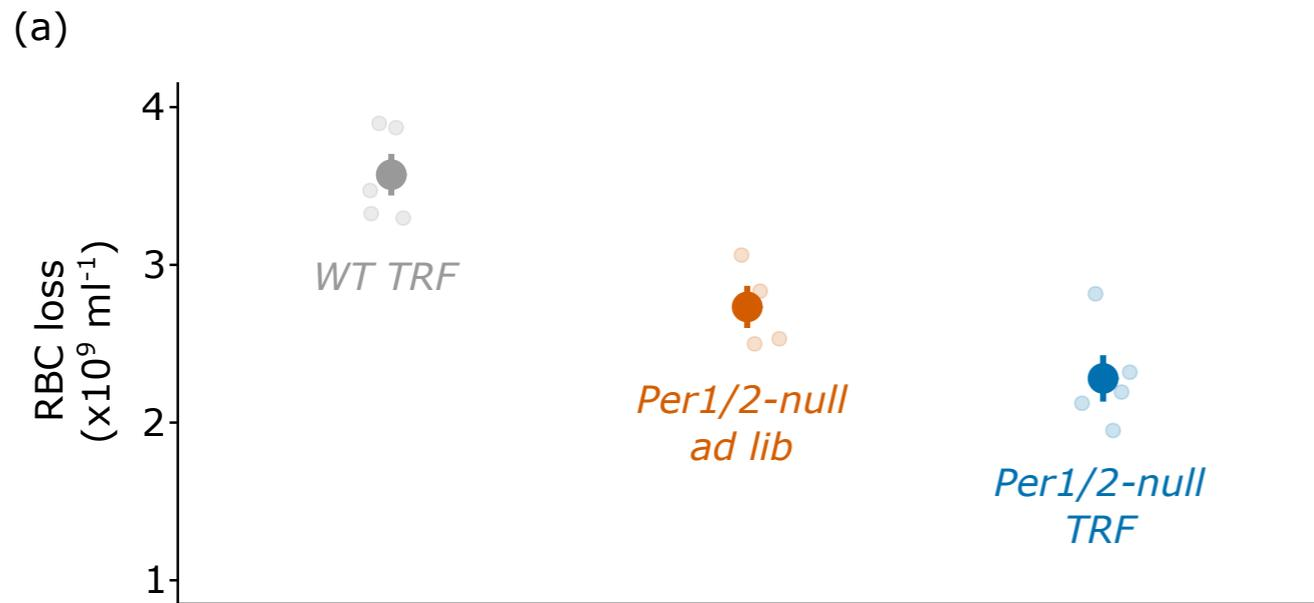 (a)
RBC loss
(x10⁹ ml⁻¹)
4
3
2
1
WT TRF
Per1/2-null
ad lib
Per1/2-null
TRF